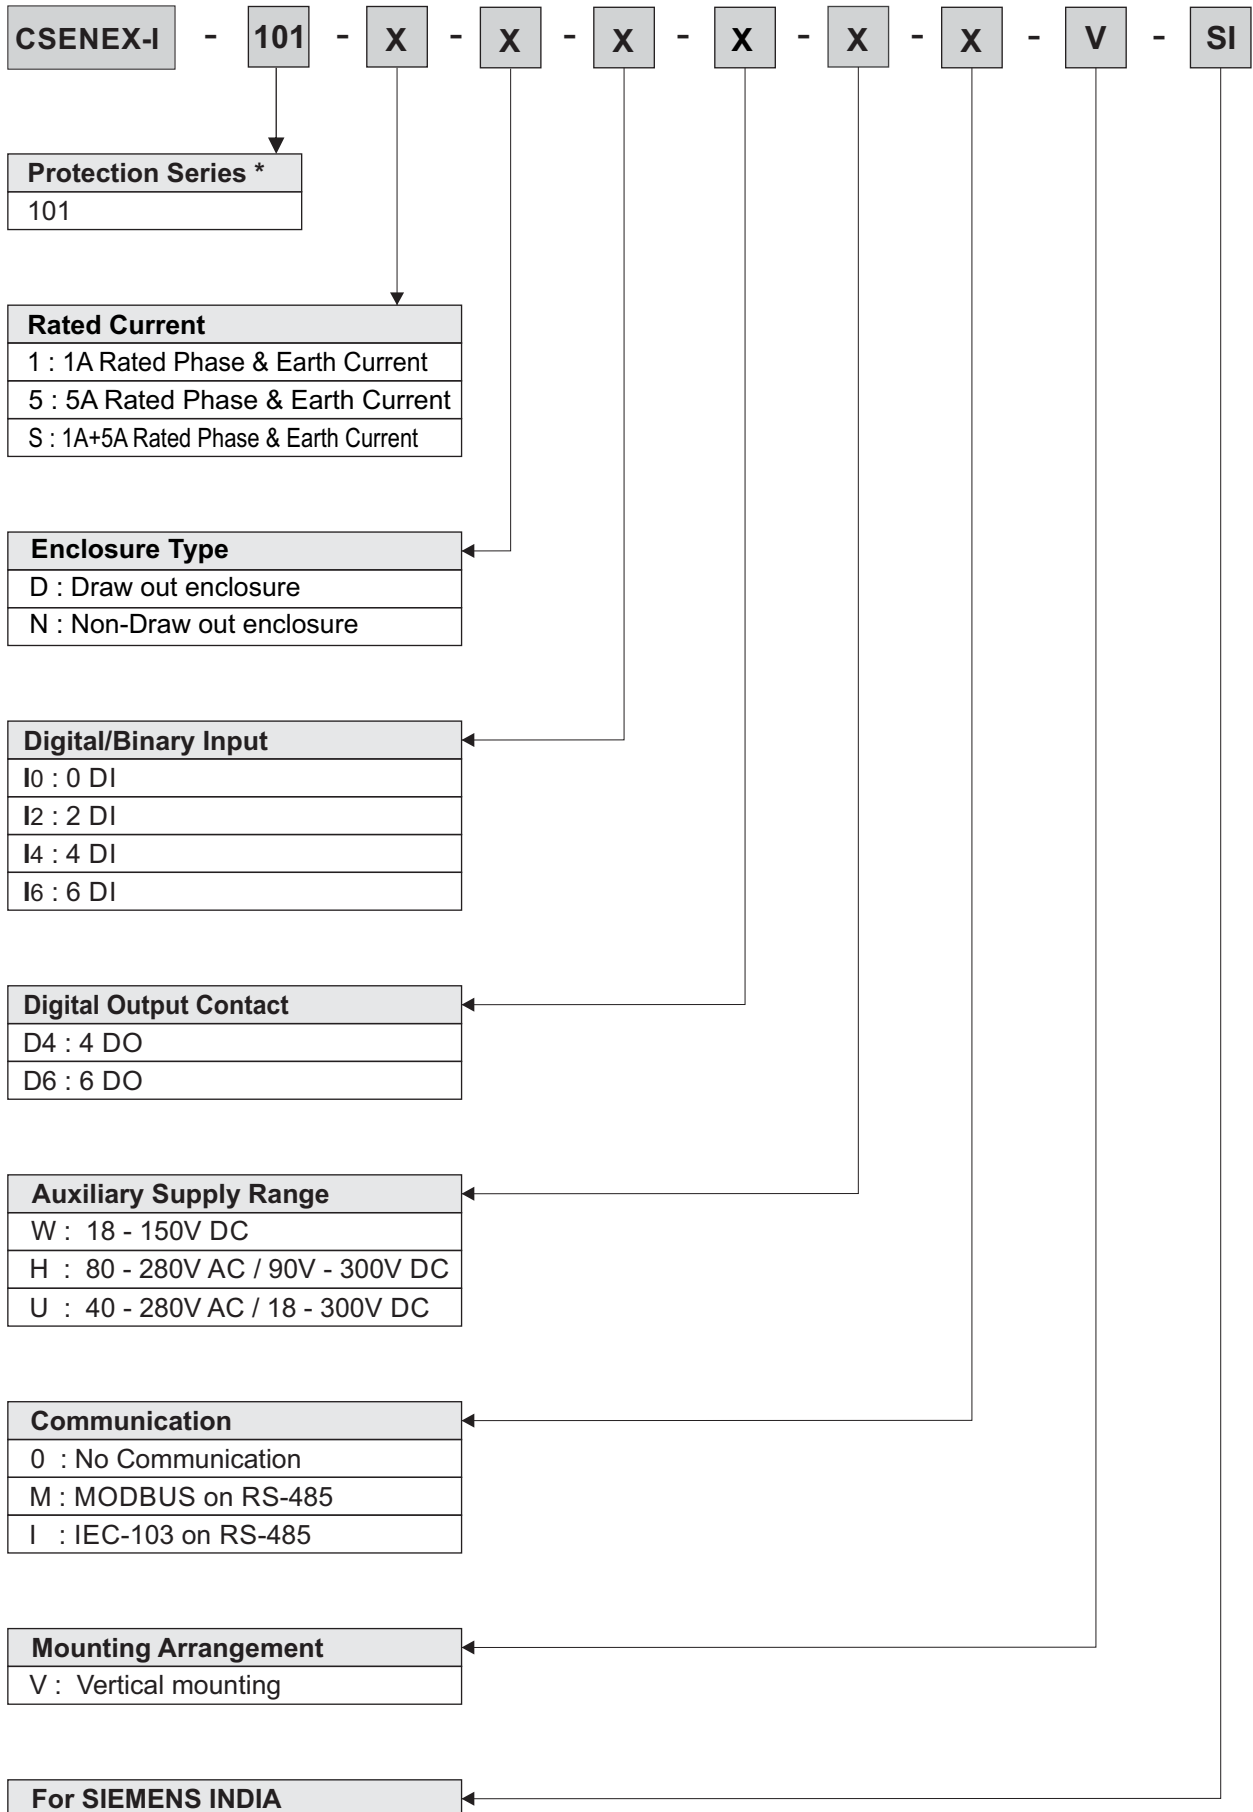 CSENEX-I - 101 - X - X - X - X - X - X - V - SI
Protection Series *
101
Rated Current
1 : 1A Rated Phase & Earth Current
5 : 5A Rated Phase & Earth Current
S : 1A+5A Rated Phase & Earth Current
Enclosure Type
D : Draw out enclosure
N : Non-Draw out enclosure
Digital/Binary Input
I0 : 0 DI
I2 : 2 DI
I4 : 4 DI
I6 : 6 DI
Digital Output Contact
D4 : 4 DO
D6 : 6 DO
Auxiliary Supply Range
W : 18 - 150V DC
H : 80 - 280V AC / 90V - 300V DC
U : 40 - 280V AC / 18 - 300V DC
Communication
0 : No Communication
M : MODBUS on RS-485
I : IEC-103 on RS-485
Mounting Arrangement
V : Vertical mounting
For SIEMENS INDIA